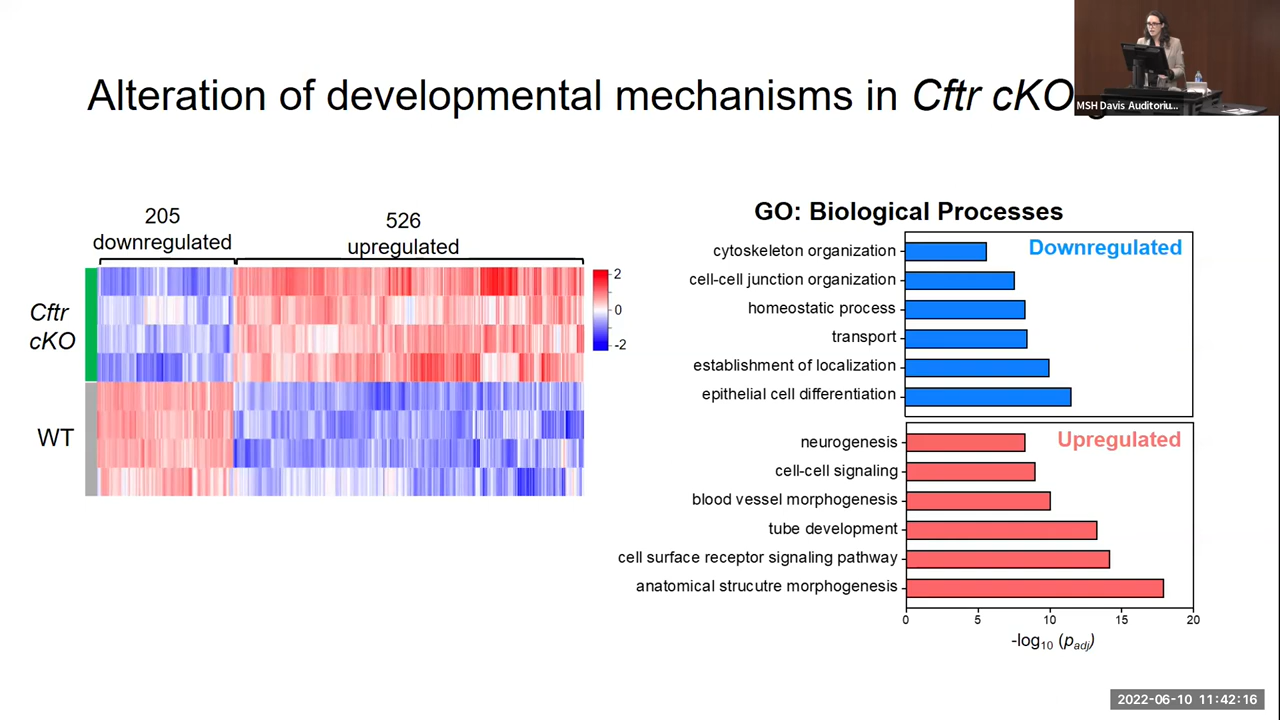 Alteration of developmental mechanisms in Cftr cKO
MSH Davis Auditoriu...
205
downregulated
526
upregulated
Cftr
cKO
WT
2
0
-2
GO: Biological Processes
Downregulated
cytoskeleton organization
cell-cell junction organization
homeostatic process
transport
establishment of localization
epithelial cell differentiation
Upregulated
neurogenesis
cell-cell signaling
blood vessel morphogenesis
tube development
cell surface receptor signaling pathway
anatomical strucutre morphogenesis
0 5 10 15 20
-log10 (padj)
2022-06-10 11:42:16